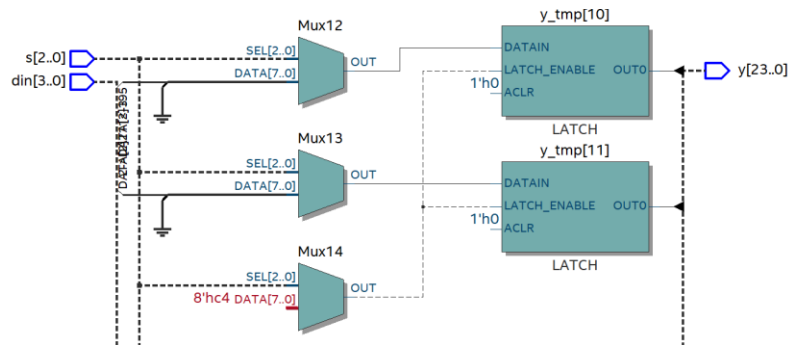 y_tmp[10]
Mux12
s[2..0]
SEL[2..0]
OUT
DATAIN
din[3..0]
DATA[7..0]
LATCH_ENABLE
OUT0
y[23..0]
1'h0
ACLR
LATCH
Mux13
y_tmp[11]
SEL[2..0]
OUT
DATAIN
DATA[7..0]
LATCH_ENABLE
OUT0
1'h0
ACLR
Mux14
LATCH
SEL[2..0]
OUT
8'hc4
DATA[7..0]